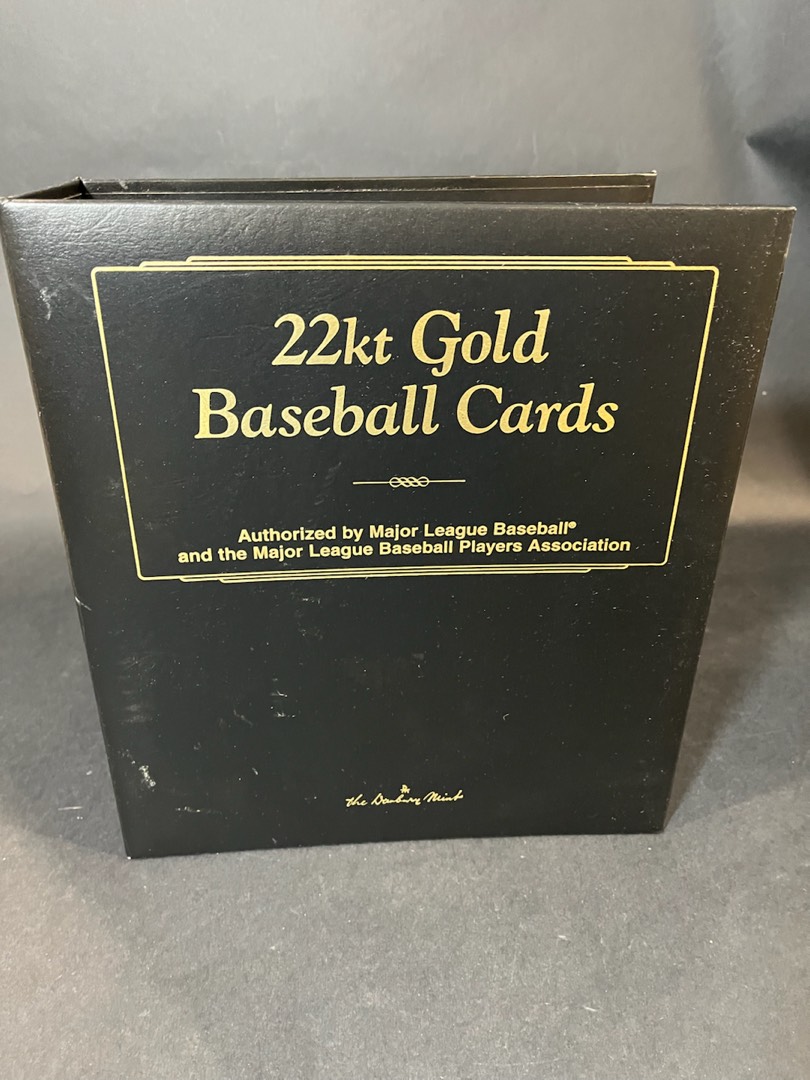 22kt Gold
Baseball Cards
Authorized by Major League Baseball®
and the Major League Baseball Players Association
The Danbury Mint